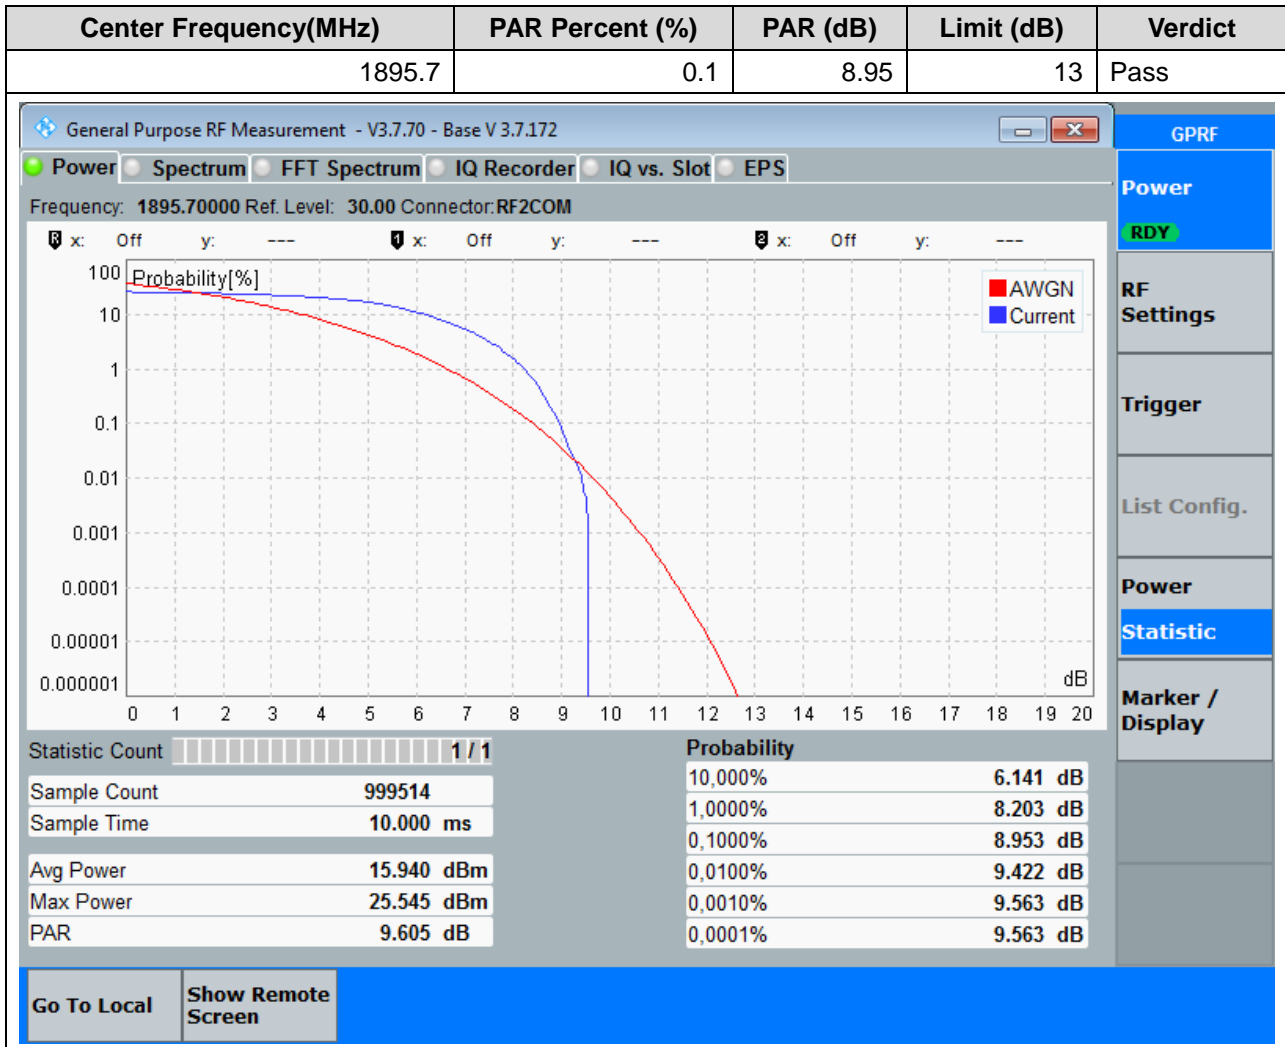 Center Frequency(MHz) PAR Percent (%) PAR (dB) Limit (dB) Verdict
1895.7 0.1 8.95 13 Pass
General Purpose RF Measurement - V3.7.70 - Base V 3.7.172
GPRF
Power Spectrum FFT Spectrum IQ Recorder IQ vs. Slot EPS
Frequency: 1895.70000 Ref. Level: 30.00 Connector:RF2COM
R x: Off y: --- 1 x: Off y: --- 2 x: Off y: ---
Probability[%]
AWGN
Current
100
10
1
0.1
0.01
0.001
0.0001
0.00001
0.000001
dB
0 1 2 3 4 5 6 7 8 9 10 11 12 13 14 15 16 17 18 19 20
Statistic Count 1 / 1
Sample Count 999514
Sample Time 10.000 ms
Avg Power 15.940 dBm
Max Power 25.545 dBm
PAR 9.605 dB
Probability
10,000% 6.141 dB
1,0000% 8.203 dB
0,1000% 8.953 dB
0,0100% 9.422 dB
0,0010% 9.563 dB
0,0001% 9.563 dB
Power
RDY
RF
Settings
Trigger
List Config.
Power
Statistic
Marker /
Display
Go To Local
Show Remote
Screen